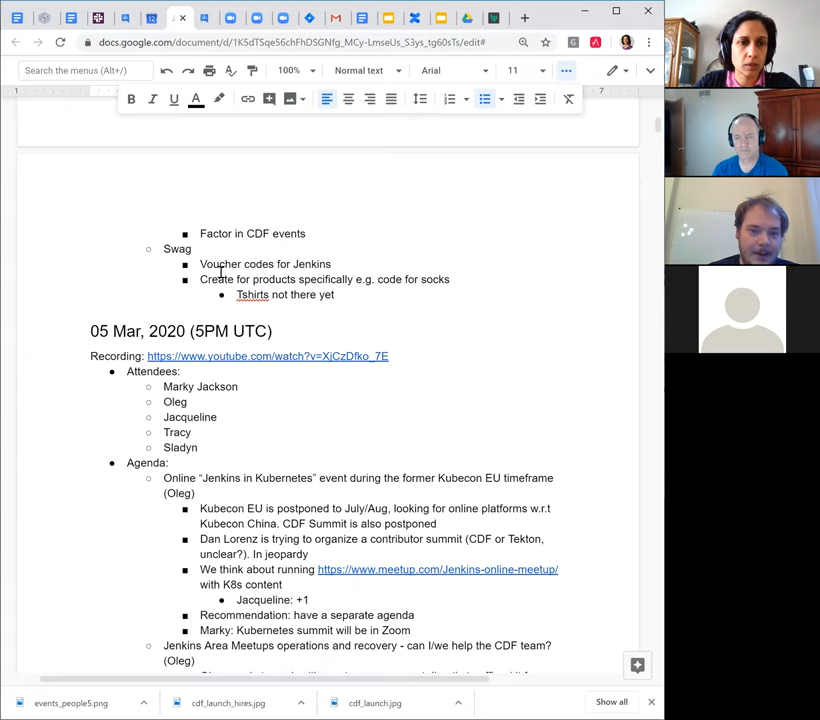 docs.google.com/document/d/1K5dTSqe56chFhDSGNfg_MCy-LmseUs_S3ys_tg60sTs/edit#
Search the menus (Alt+/)
100%
Normal text
Arial
11
1
7
Factor in CDF events
Swag
Voucher codes for Jenkins
Create for products specifically e.g. code for socks
Tshirts not there yet
05 Mar, 2020 (5PM UTC)
Recording: https://www.youtube.com/watch?v=XjCzDfko_7E
Attendees:
Marky Jackson
Oleg
Jacqueline
Tracy
Sladyn
Agenda:
Online “Jenkins in Kubernetes” event during the former Kubecon EU timeframe
(Oleg)
Kubecon EU is postponed to July/Aug, looking for online platforms w.r.t
Kubecon China. CDF Summit is also postponed
Dan Lorenz is trying to organize a contributor summit (CDF or Tekton,
unclear?). In jeopardy
We think about running https://www.meetup.com/Jenkins-online-meetup/
with K8s content
Jacqueline: +1
Recommendation: have a separate agenda
Marky: Kubernetes summit will be in Zoom
Jenkins Area Meetups operations and recovery - can I/we help the CDF team?
(Oleg)
events_people5.png
cdf_launch_hires.jpg
cdf_launch.jpg
Show all